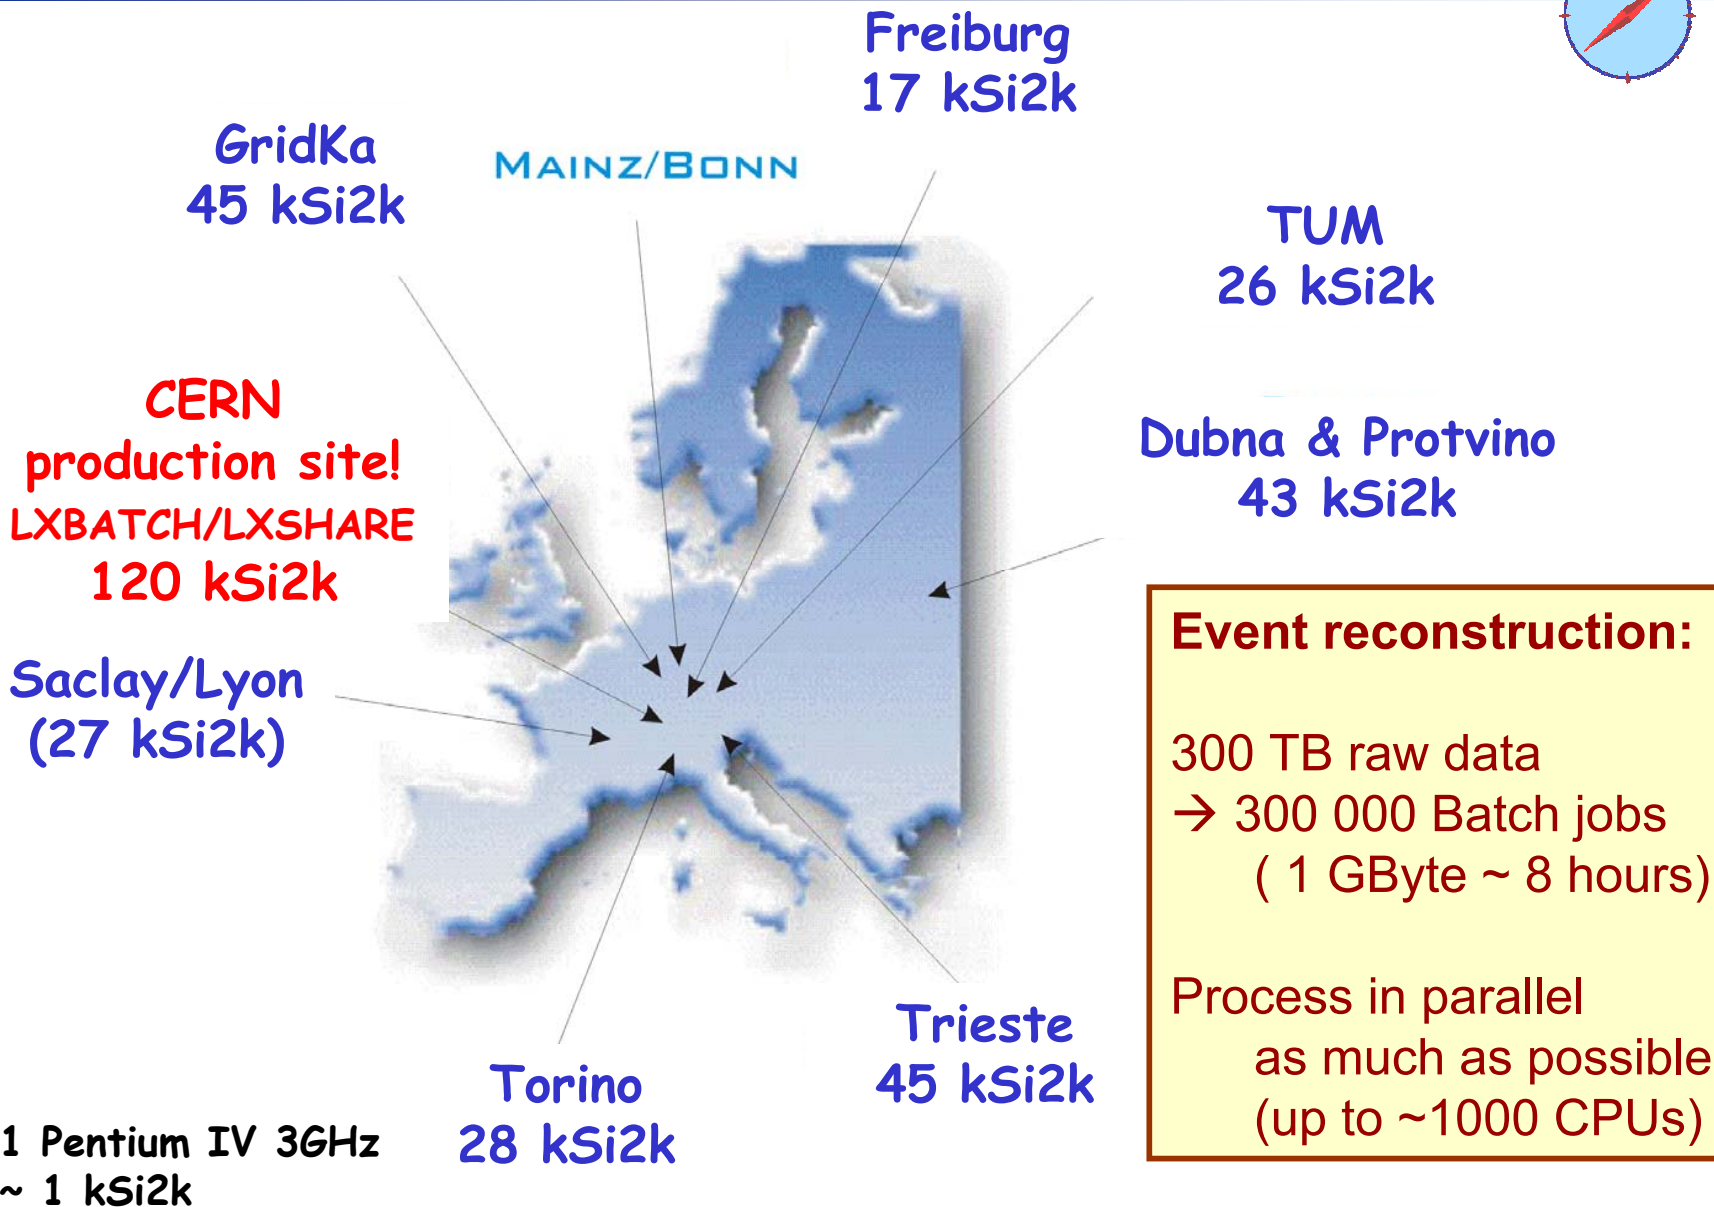 Freiburg
17 kSi2k
GridKa
45 kSi2k
MAINZ/BONN
TUM
26 kSi2k
CERN
production site!
LXBATCH/LXSHARE
120 kSi2k
Dubna & Protvino
43 kSi2k
Saclay/Lyon
(27 kSi2k)
Event reconstruction:
300 TB raw data
→ 300 000 Batch jobs
( 1 GByte ~ 8 hours)
Process in parallel
as much as possible
(up to ~1000 CPUs)
Trieste
45 kSi2k
Torino
28 kSi2k
1 Pentium IV 3GHz
~ 1 kSi2k